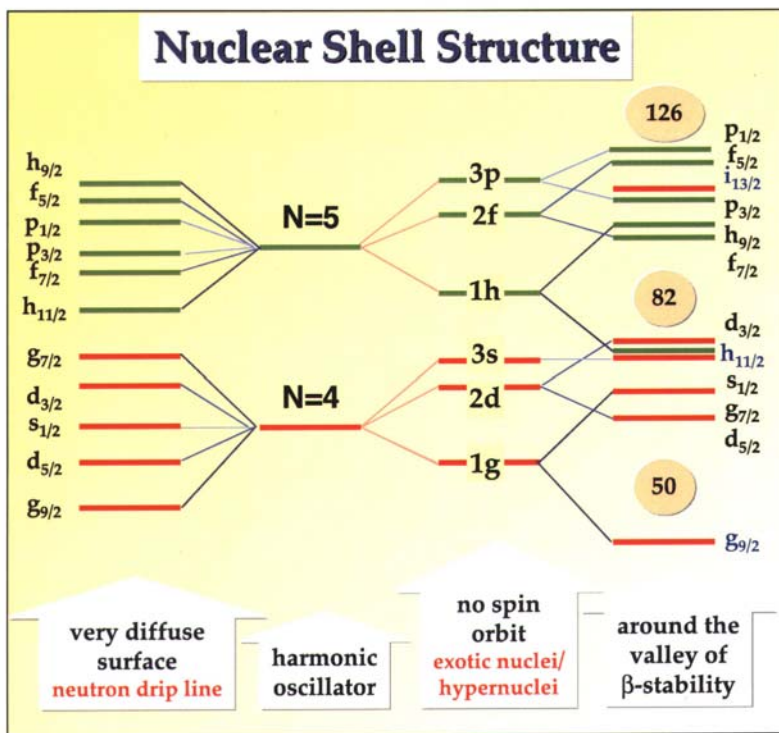 Nuclear Shell Structure
h9/2
f5/2
p1/2
p3/2
f7/2
h11/2
g7/2
d3/2
s1/2
d5/2
g9/2
N=5
N=4
3p
2f
1h
3s
2d
1g
126
p1/2
f5/2
i13/2
p3/2
h9/2
f7/2
82
d3/2
h11/2
s1/2
g7/2
d5/2
50
g9/2
very diffuse
surface
neutron drip line
harmonic
oscillator
no spin
orbit
exotic nuclei/
hypernuclei
around the
valley of
β-stability